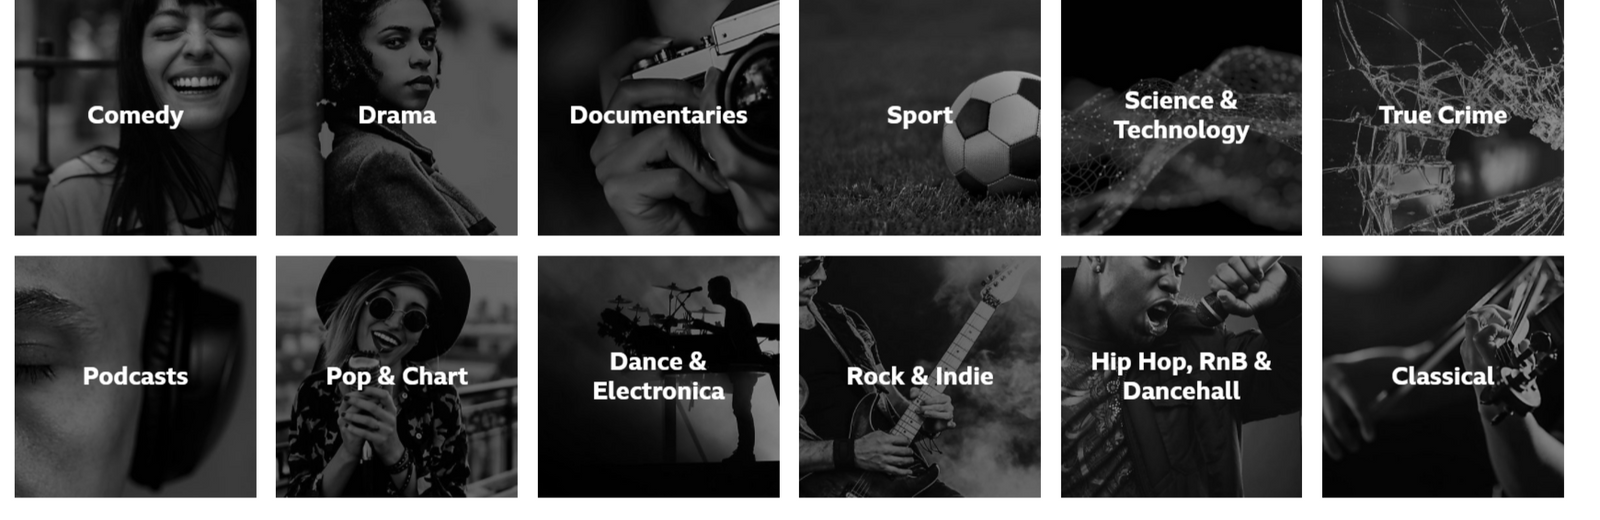 Comedy
Drama
Documentaries
Sport
Science &
Technology
True Crime
Podcasts
Pop & Chart
Dance &
Electronica
Rock & Indie
Hip Hop, RnB &
Dancehall
Classical